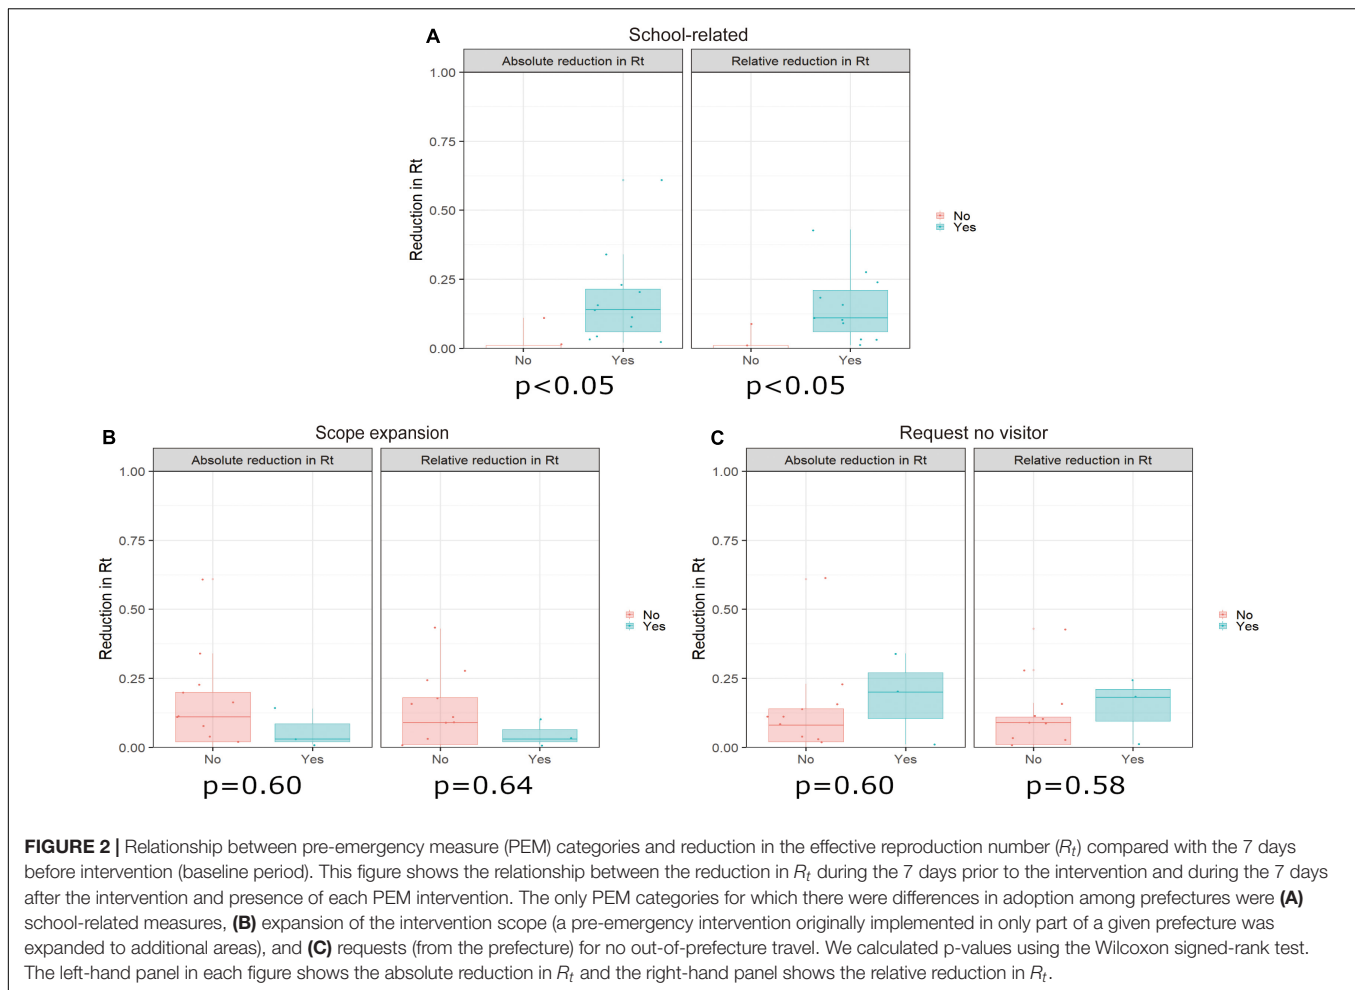 A
School-related
Absolute reduction in Rt
Relative reduction in Rt
1.00
0.75
0.50
0.25
0.00
Reduction in Rt
No
Yes
No
Yes
No
Yes
p<0.05
p<0.05
B
Scope expansion
Absolute reduction in Rt
Relative reduction in Rt
1.00
0.75
0.50
0.25
0.00
Reduction in Rt
No
Yes
No
Yes
No
Yes
p=0.60
p=0.64
C
Request no visitor
Absolute reduction in Rt
Relative reduction in Rt
1.00
0.75
0.50
0.25
0.00
Reduction in Rt
No
Yes
No
Yes
No
Yes
p=0.60
p=0.58
FIGURE 2 | Relationship between pre-emergency measure (PEM) categories and reduction in the effective reproduction number (Rt) compared with the 7 days
before intervention (baseline period). This figure shows the relationship between the reduction in Rt during the 7 days prior to the intervention and during the 7 days
after the intervention and presence of each PEM intervention. The only PEM categories for which there were differences in adoption among prefectures were (A)
school-related measures, (B) expansion of the intervention scope (a pre-emergency intervention originally implemented in only part of a given prefecture was
expanded to additional areas), and (C) requests (from the prefecture) for no out-of-prefecture travel. We calculated p-values using the Wilcoxon signed-rank test.
The left-hand panel in each figure shows the absolute reduction in Rt and the right-hand panel shows the relative reduction in Rt.